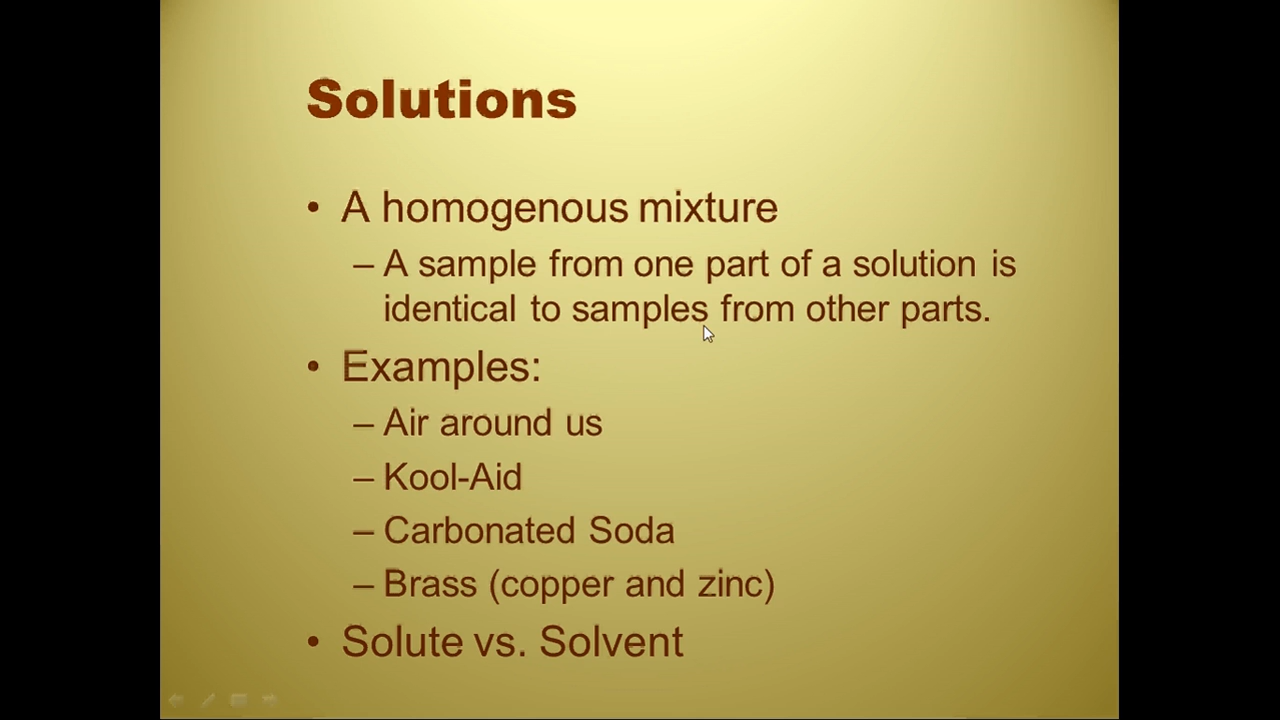 Solutions
• A homogenous mixture
– A sample from one part of a solution is
identical to samples from other parts.
• Examples:
– Air around us
– Kool-Aid
– Carbonated Soda
– Brass (copper and zinc)
• Solute vs. Solvent